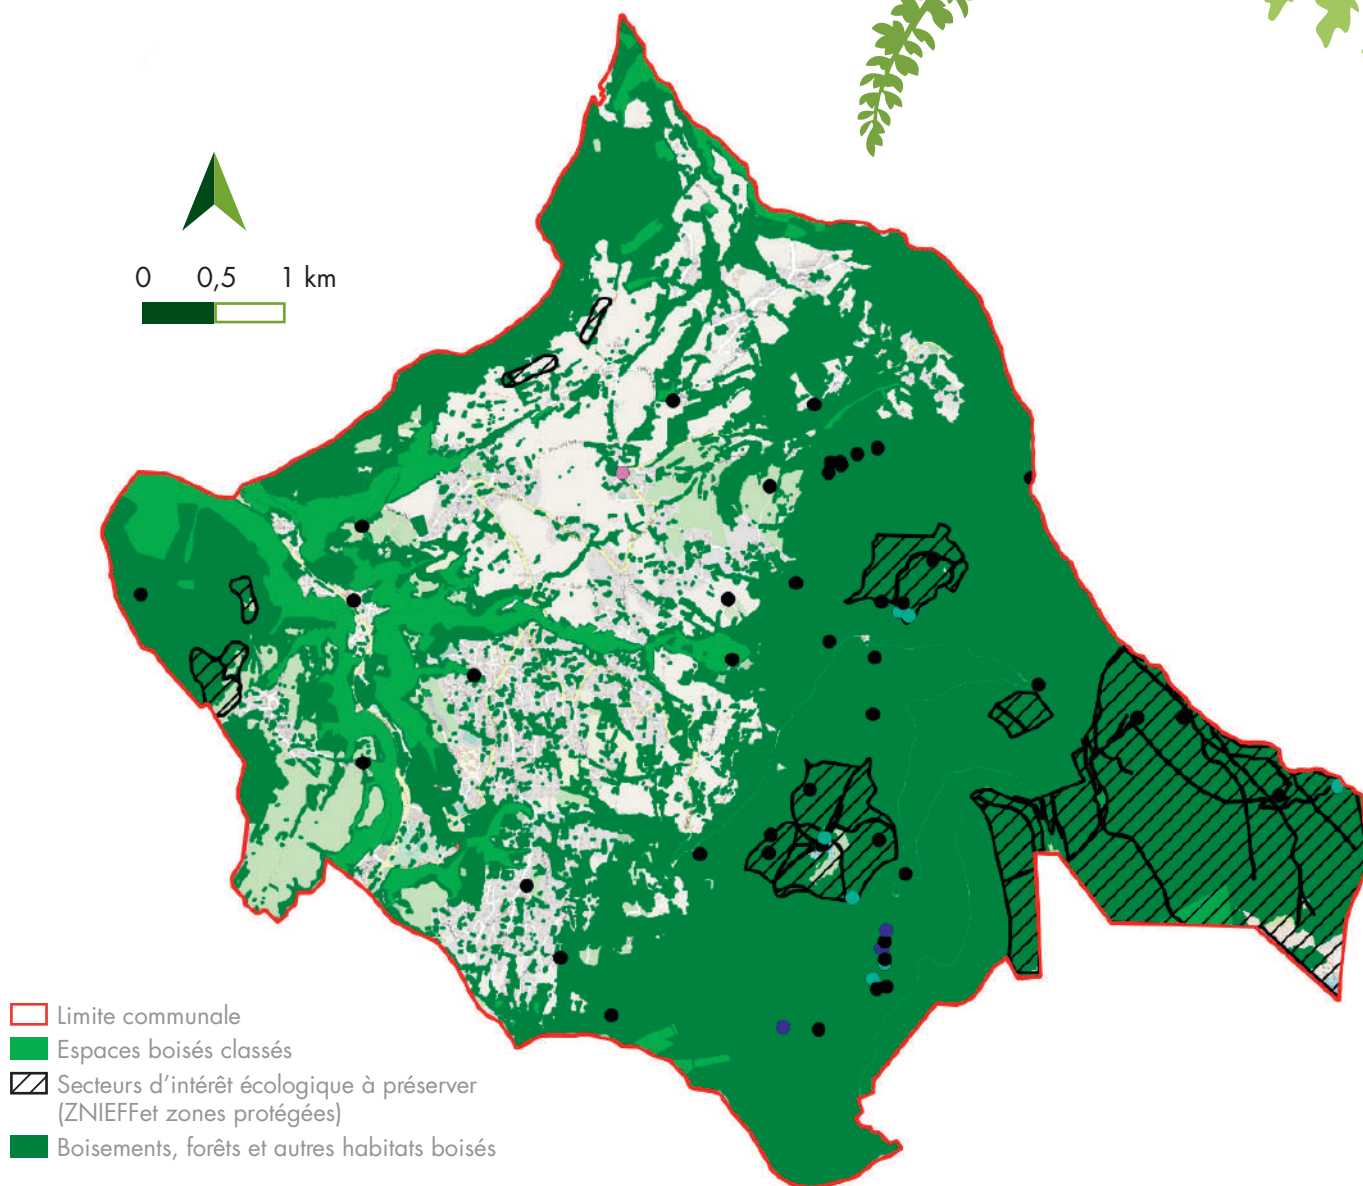 0 0,5 1 km
Limite communale
Espaces boisés classés
Secteurs d'intérêt écologique à préserver
(ZNIEFFet zones protégées)
Boisements, forêts et autres habitats boisés